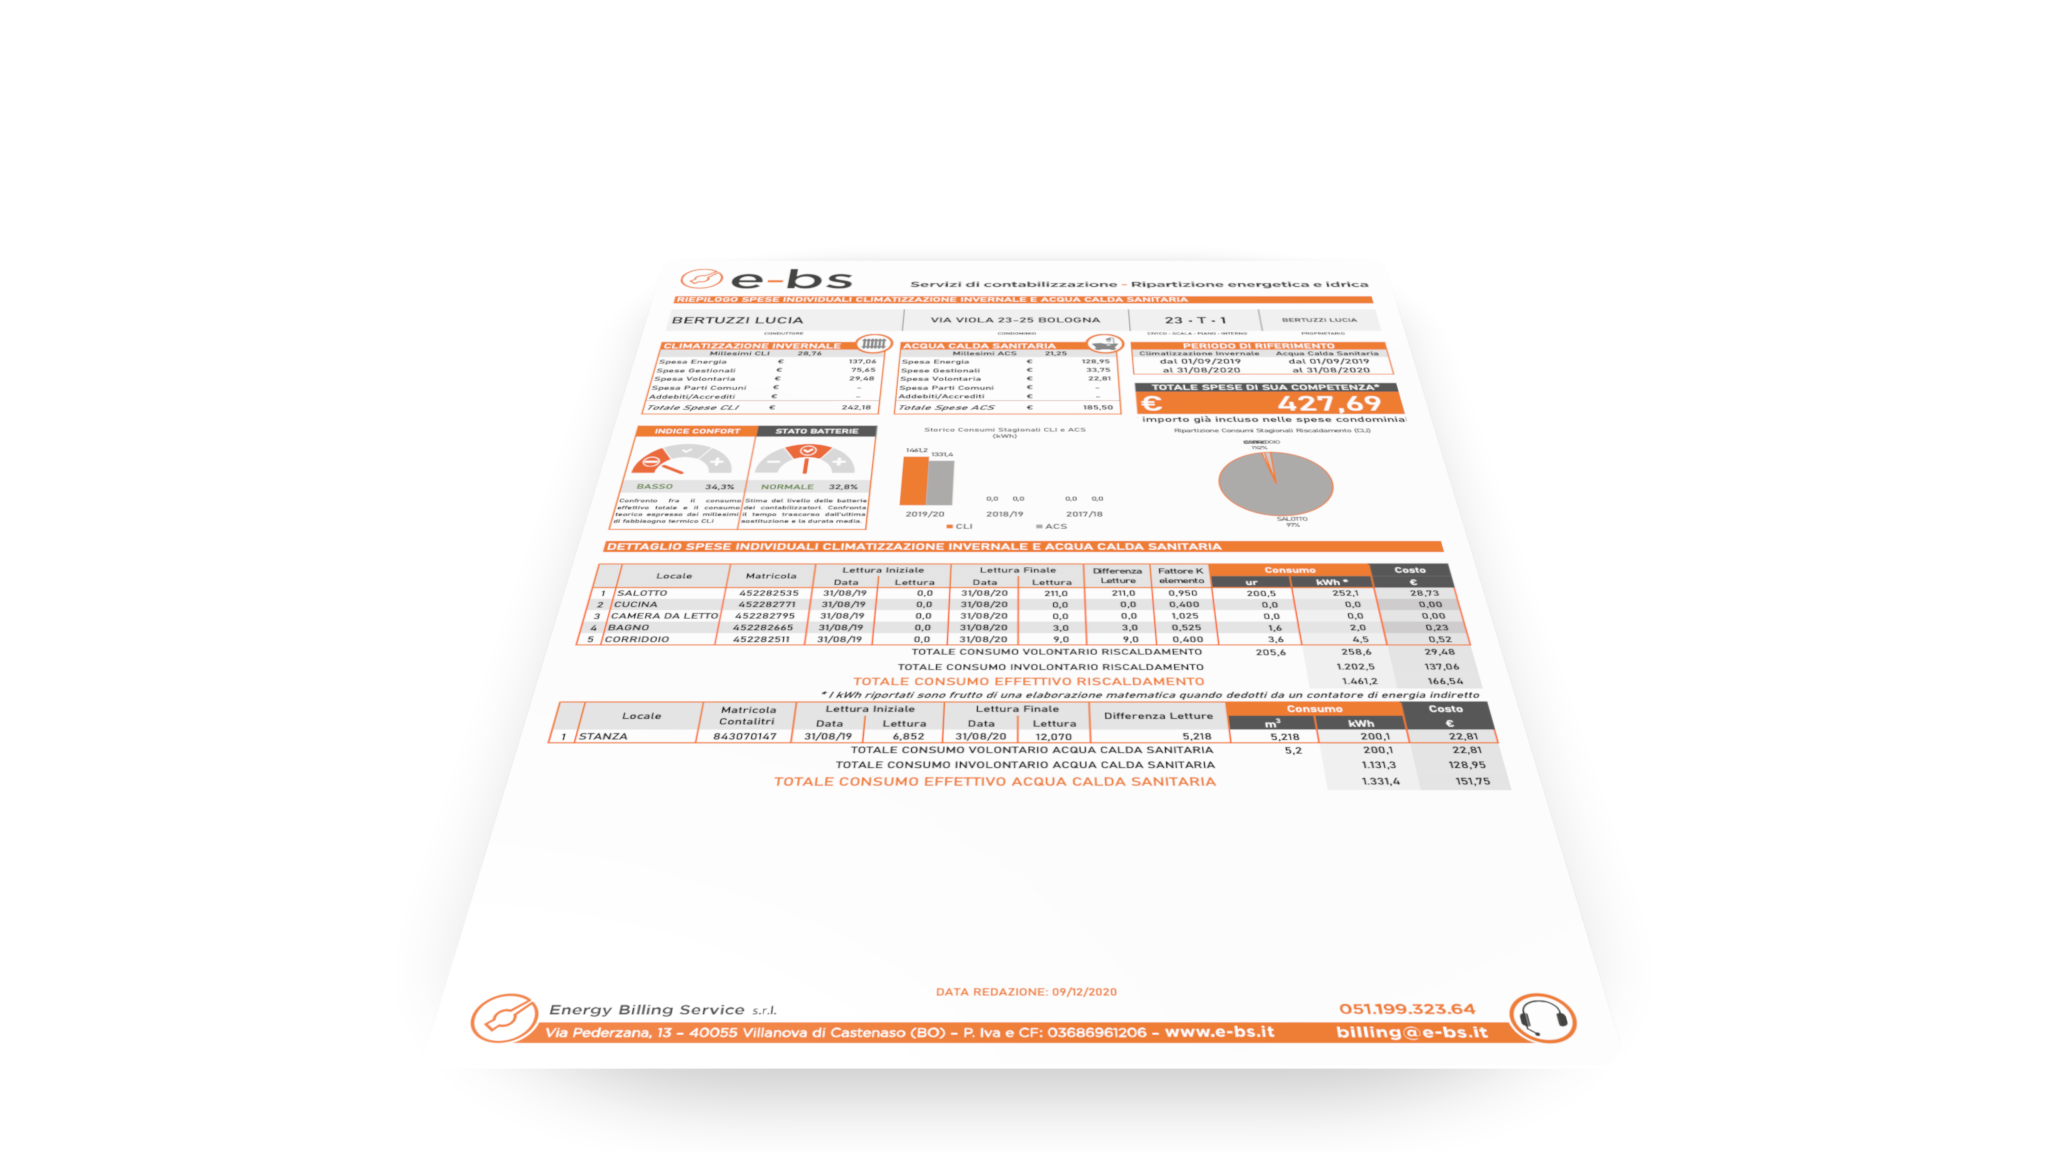 e-bs
Servizi di contabilizzazione - Ripartizione energetica e idrica
RIEPILOGO SPESE INDIVIDUALI CLIMATIZZAZIONE INVERNALE E ACQUA CALDA SANITARIA
BERTUZZI LUCIA VIA VIOLA 23-25 BOLOGNA 23 - T - 1 BERTUZZI LUCIA
CONDUTTORE CONDOMINIO CIVICO - SCALA - PIANO - INTERNO PROPRIETARIO
CLIMATIZZAZIONE INVERNALE
Millesimi CLI 28,76
Spesa Energia € 137,06
Spese Gestionali € 75,65
Spesa Volontaria € 29,48
Spesa Parti Comuni € -
Addebiti/Accrediti € -
Totale Spese CLI € 242,18
ACQUA CALDA SANITARIA
Millesimi ACS 21,25
Spesa Energia € 128,95
Spese Gestionali € 33,75
Spesa Volontaria € 22,81
Spesa Parti Comuni € -
Addebiti/Accrediti € -
Totale Spese ACS € 185,50
PERIODO DI RIFERIMENTO
Climatizzazione Invernale Acqua Calda Sanitaria
dal 01/09/2019 dal 01/09/2019
al 31/08/2020 al 31/08/2020
TOTALE SPESE DI SUA COMPETENZA*
€ 427,69
importo già incluso nelle spese condominia
INDICE CONFORT STATO BATTERIE
BASSO 34,3% NORMALE 32,8%
Confronto fra il consumo
effettivo totale e il consumo
teorico espresso dai millesimi
di fabbisogno termico CLI
Stima del livello delle batterie
dei contabilizzatori. Confronta
il tempo trascorso dall'ultima
sostituzione e la durata media.
Storico Consumi Stagionali CLI e ACS
(kWh)
1461,2 1331,4
0,0 0,0 0,0 0,0
2019/20 2018/19 2017/18
CLI ACS
Ripartizione Consumi Stagionali Riscaldamento (CLI)
SALOTTO
97%
DETTAGLIO SPESE INDIVIDUALI CLIMATIZZAZIONE INVERNALE E ACQUA CALDA SANITARIA
Locale Matricola Lettura Iniziale Lettura Finale Differenza Letture Fattore K elemento Consumo Costo
Data Lettura Data Lettura ur kWh * €
1 SALOTTO 452282535 31/08/19 0,0 31/08/20 211,0 211,0 0,950 200,5 252,1 28,73
2 CUCINA 452282771 31/08/19 0,0 31/08/20 0,0 0,0 0,400 0,0 0,0 0,00
3 CAMERA DA LETTO 452282795 31/08/19 0,0 31/08/20 0,0 0,0 1,025 0,0 0,0 0,00
4 BAGNO 452282665 31/08/19 0,0 31/08/20 3,0 3,0 0,525 1,6 2,0 0,23
5 CORRIDOIO 452282511 31/08/19 0,0 31/08/20 9,0 9,0 0,400 3,6 4,5 0,52
TOTALE CONSUMO VOLONTARIO RISCALDAMENTO 205,6 258,6 29,48
TOTALE CONSUMO INVOLONTARIO RISCALDAMENTO 1.202,5 137,06
TOTALE CONSUMO EFFETTIVO RISCALDAMENTO 1.461,2 166,54
* I kWh riportati sono frutto di una elaborazione matematica quando dedotti da un contatore di energia indiretto
Locale Matricola Contalitri Lettura Iniziale Lettura Finale Differenza Letture Consumo Costo
Data Lettura Data Lettura m³ kWh €
1 STANZA 843070147 31/08/19 6,852 31/08/20 12,070 5,218 5,218 200,1 22,81
TOTALE CONSUMO VOLONTARIO ACQUA CALDA SANITARIA 5,2 200,1 22,81
TOTALE CONSUMO INVOLONTARIO ACQUA CALDA SANITARIA 1.131,3 128,95
TOTALE CONSUMO EFFETTIVO ACQUA CALDA SANITARIA 1.331,4 151,75
DATA REDAZIONE: 09/12/2020
Energy Billing Service s.r.l. 051.199.323.64
Via Pederzana, 13 – 40055 Villanova di Castenaso (BO) – P. Iva e CF: 03686961206 – www.e-bs.it billing@e-bs.it